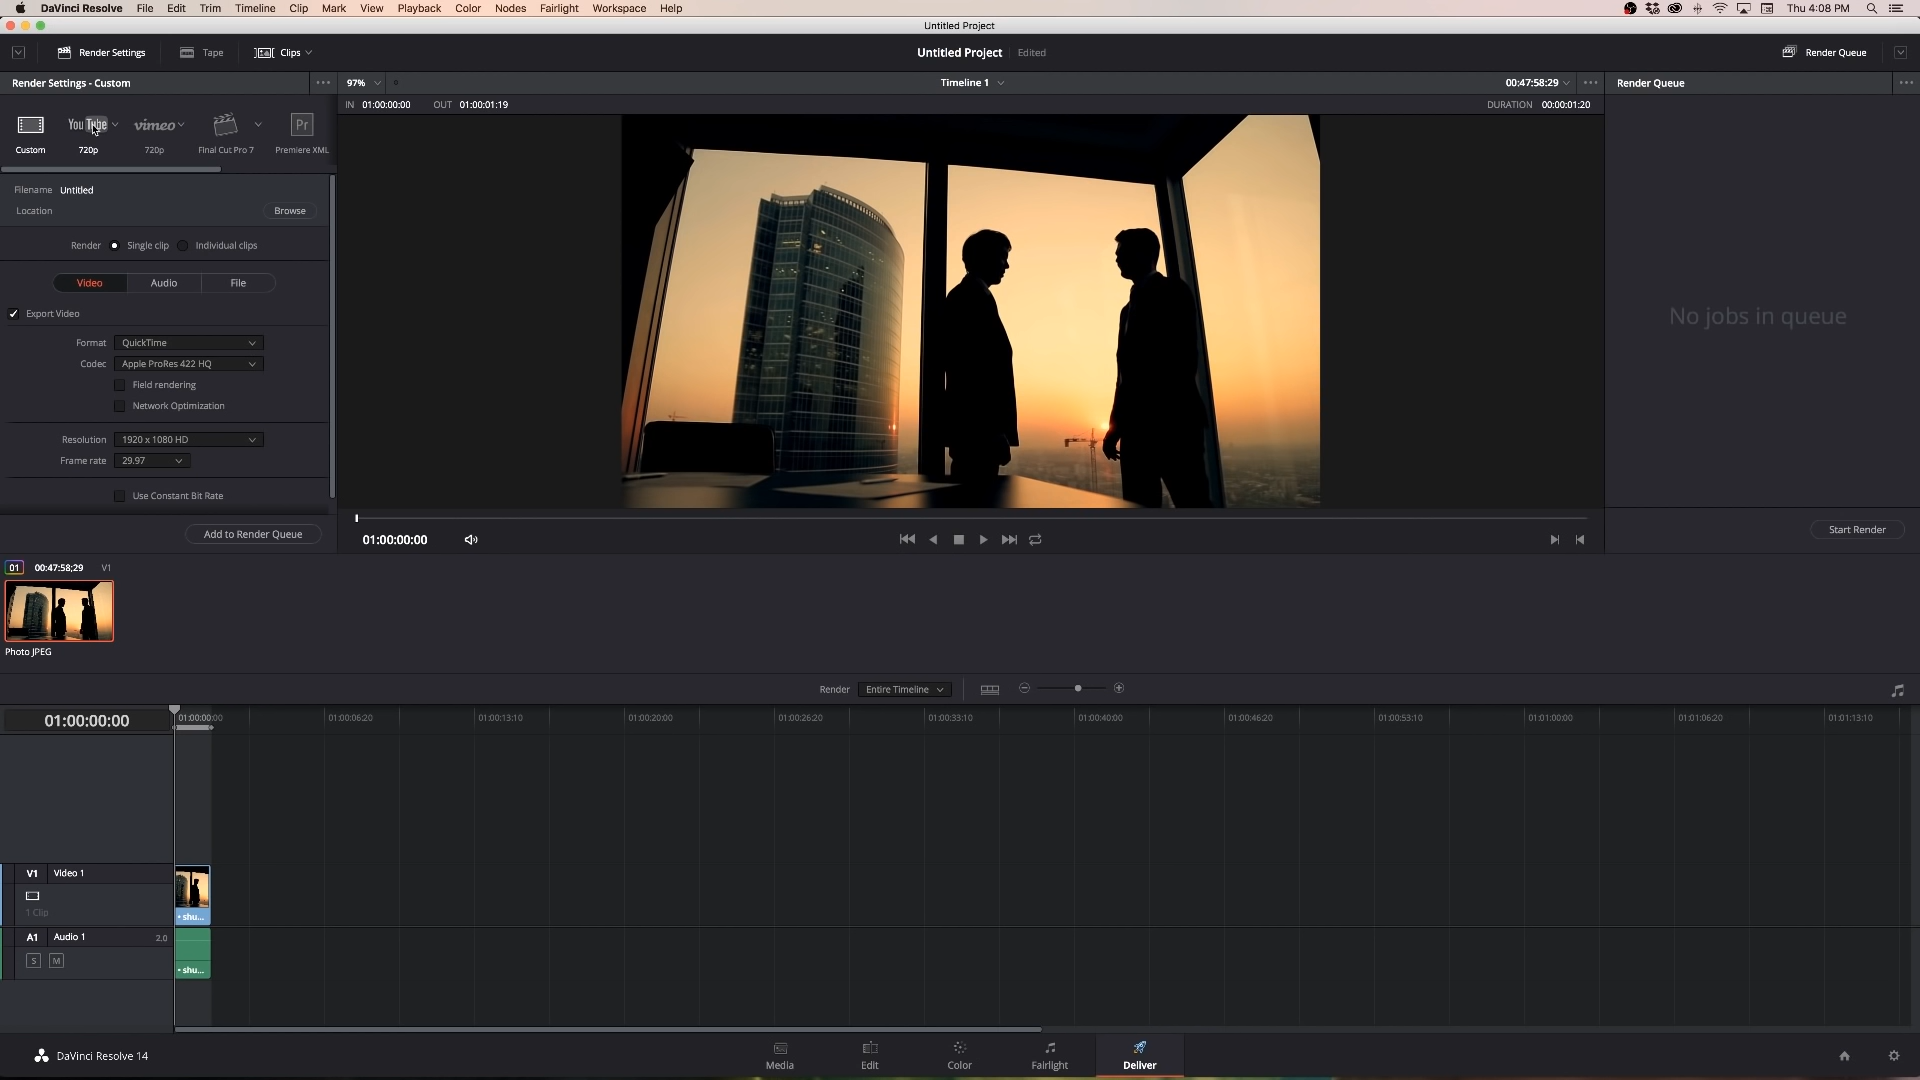 DaVinci Resolve File Edit Trim Timeline Clip Mark View Playback Color Nodes Fairlight Workspace Help Thu 4:08 PM
Untitled Project
Render Settings Tape Clips Untitled Project Edited Render Queue
Render Settings - Custom 97% Timeline 1 00:47:58:29 Render Queue
IN 01:00:00:00 OUT 01:00:01:19 DURATION 00:00:01:20
You Tube vimeo Pr
Custom 720p 720p Final Cut Pro 7 Premiere XML
Filename Untitled
Location Browse
Render Single clip Individual clips
Video Audio File
Export Video
No jobs in queue
Format QuickTime
Codec Apple ProRes 422 HQ
Field rendering
Network Optimization
Resolution 1920 x 1080 HD
Frame rate 29.97
Use Constant Bit Rate
Add to Render Queue Start Render
01:00:00:00
01 00:47:58;29 V1
Photo JPEG
Render Entire Timeline
01:00:00:00 01:00:00:00 01:00:06:20 01:00:13:10 01:00:20:00 01:00:26:20 01:00:33:10 01:00:40:00 01:00:46:20 01:00:53:10 01:01:00:00 01:01:06:20 01:01:13:10
V1 Video 1
1 Clip
• shu...
A1 Audio 1 2.0
S M
• shu...
DaVinci Resolve 14 Media Edit Color Fairlight Deliver